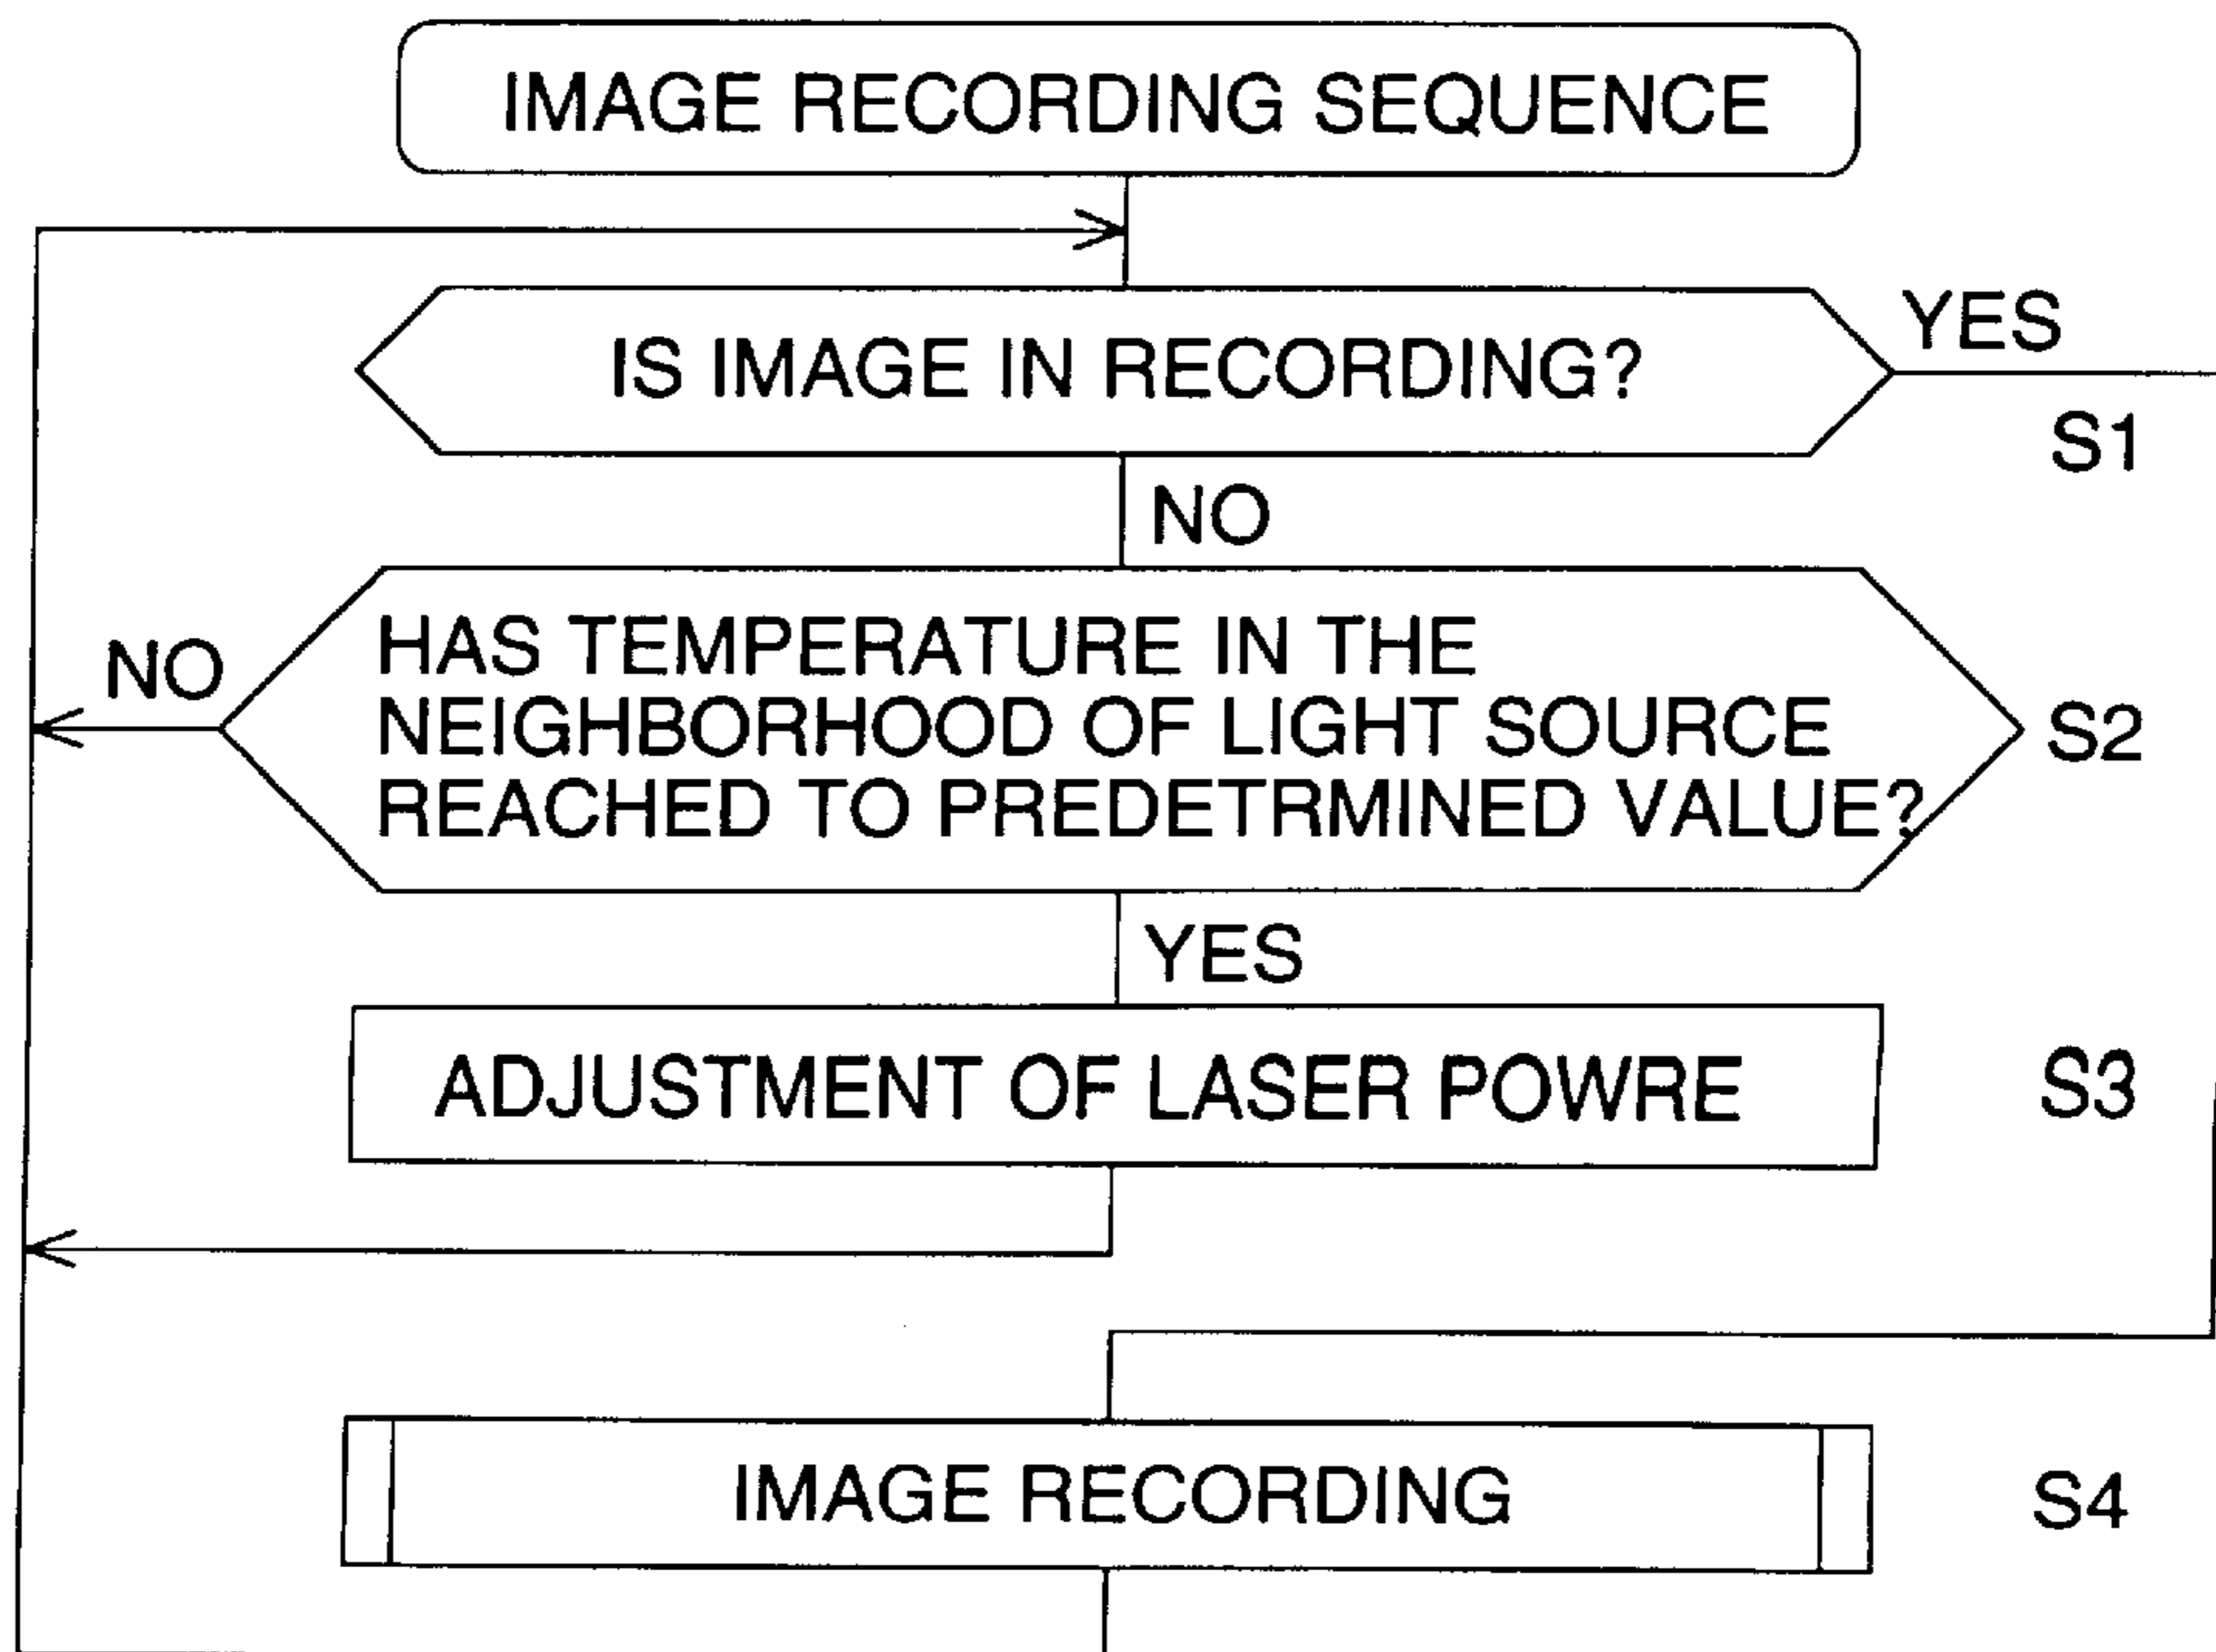 IMAGE RECORDING SEQUENCE
IS IMAGE IN RECORDING?
YES
S1
NO
HAS TEMPERATURE IN THE
NEIGHBORHOOD OF LIGHT SOURCE
REACHED TO PREDETRMINED VALUE?
NO
S2
YES
ADJUSTMENT OF LASER POWRE
S3
IMAGE RECORDING
S4